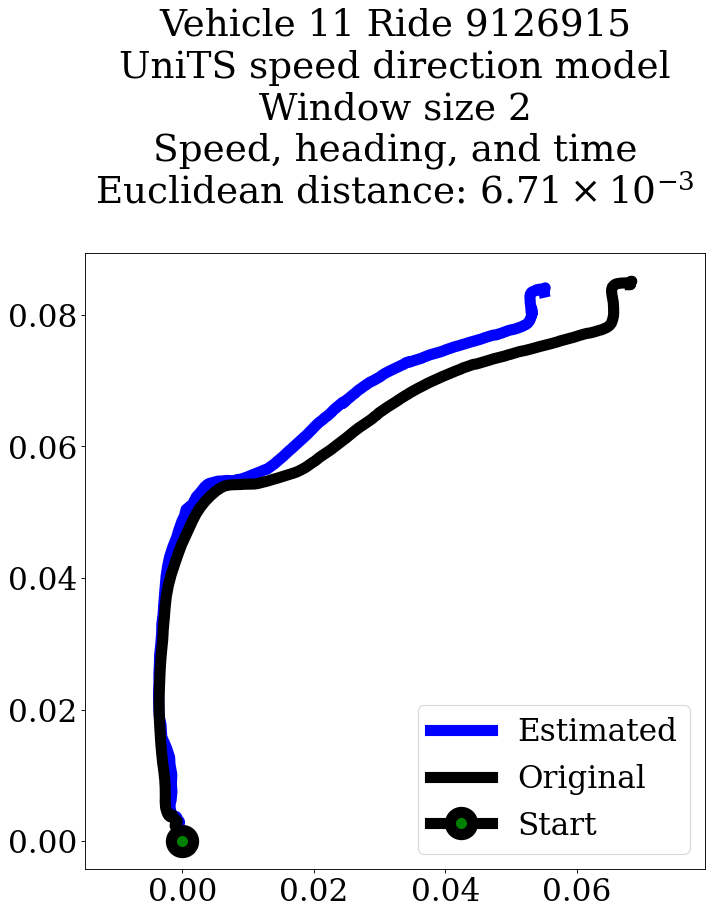 Vehicle 11 Ride 9126915
UniTS speed direction model
Window size 2
Speed, heading, and time
Euclidean distance: 6.71 × 10⁻³
0.08
0.06
0.04
0.02
0.00
Estimated
Original
Start
0.00 0.02 0.04 0.06